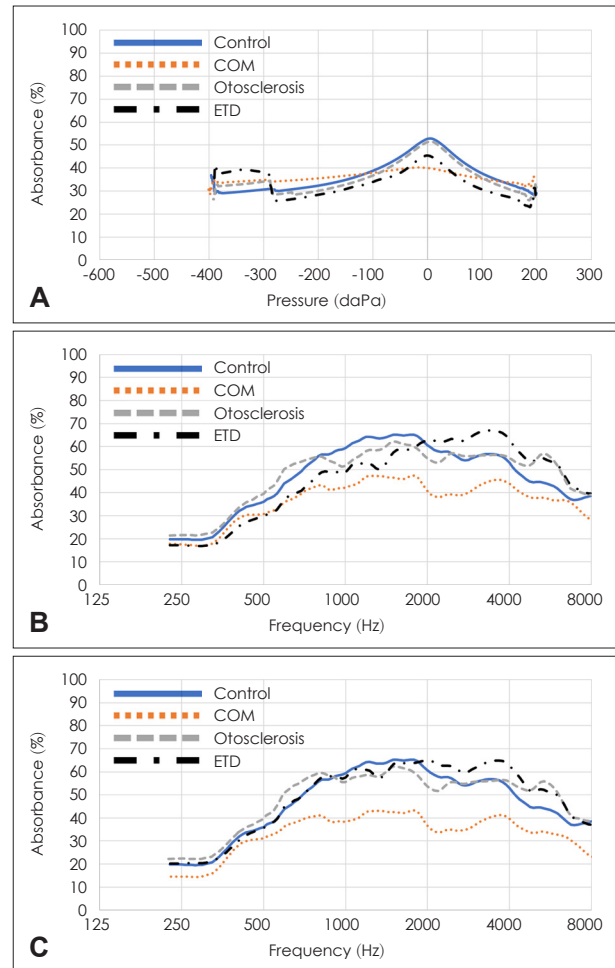 100
90
80
70
60
50
40
30
20
10
0
Absorbance (%)
Control
COM
Otosclerosis
ETD
-600 -500 -400 -300 -200 -100 0 100 200 300
Pressure (daPa)
A
100
90
80
70
60
50
40
30
20
10
0
Absorbance (%)
Control
COM
Otosclerosis
ETD
125 250 500 1000 2000 4000 8000
Frequency (Hz)
B
100
90
80
70
60
50
40
30
20
10
0
Absorbance (%)
Control
COM
Otosclerosis
ETD
125 250 500 1000 2000 4000 8000
Frequency (Hz)
C